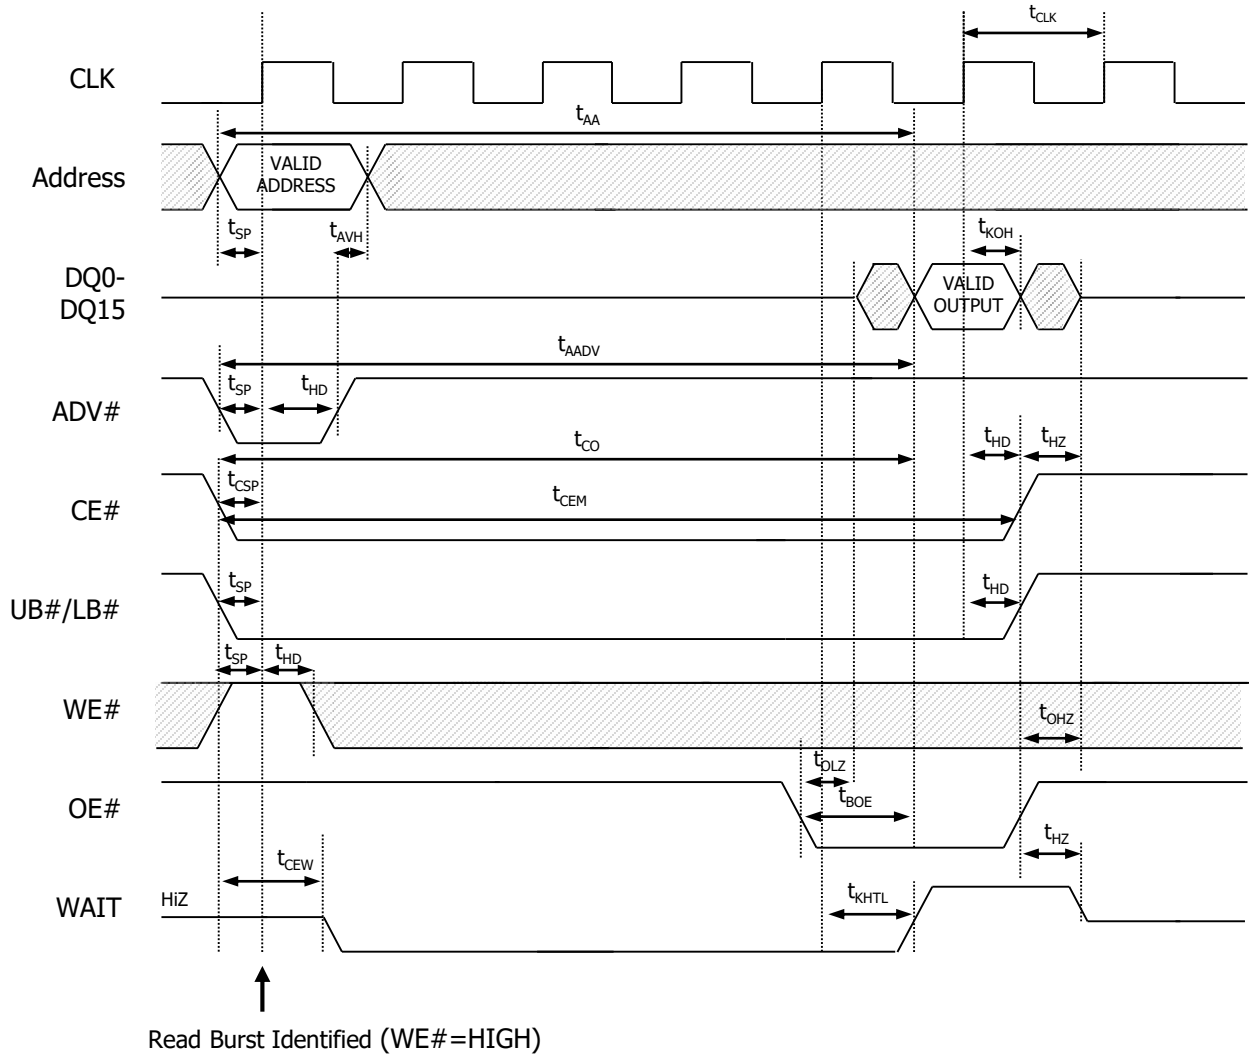 tCLK
CLK
tAA
Address
VALID
ADDRESS
tSP
tAVH
tKOH
DQ0-
DQ15
VALID
OUTPUT
tAADV
tSP
tHD
ADV#
tCO
tHD
tHZ
tCSP
tCEM
CE#
tSP
tHD
UB#/LB#
tSP
tHD
WE#
tOHZ
tOLZ
OE#
tBOE
tHZ
tCEW
WAIT
HiZ
tKHTL
Read Burst Identified (WE#=HIGH)